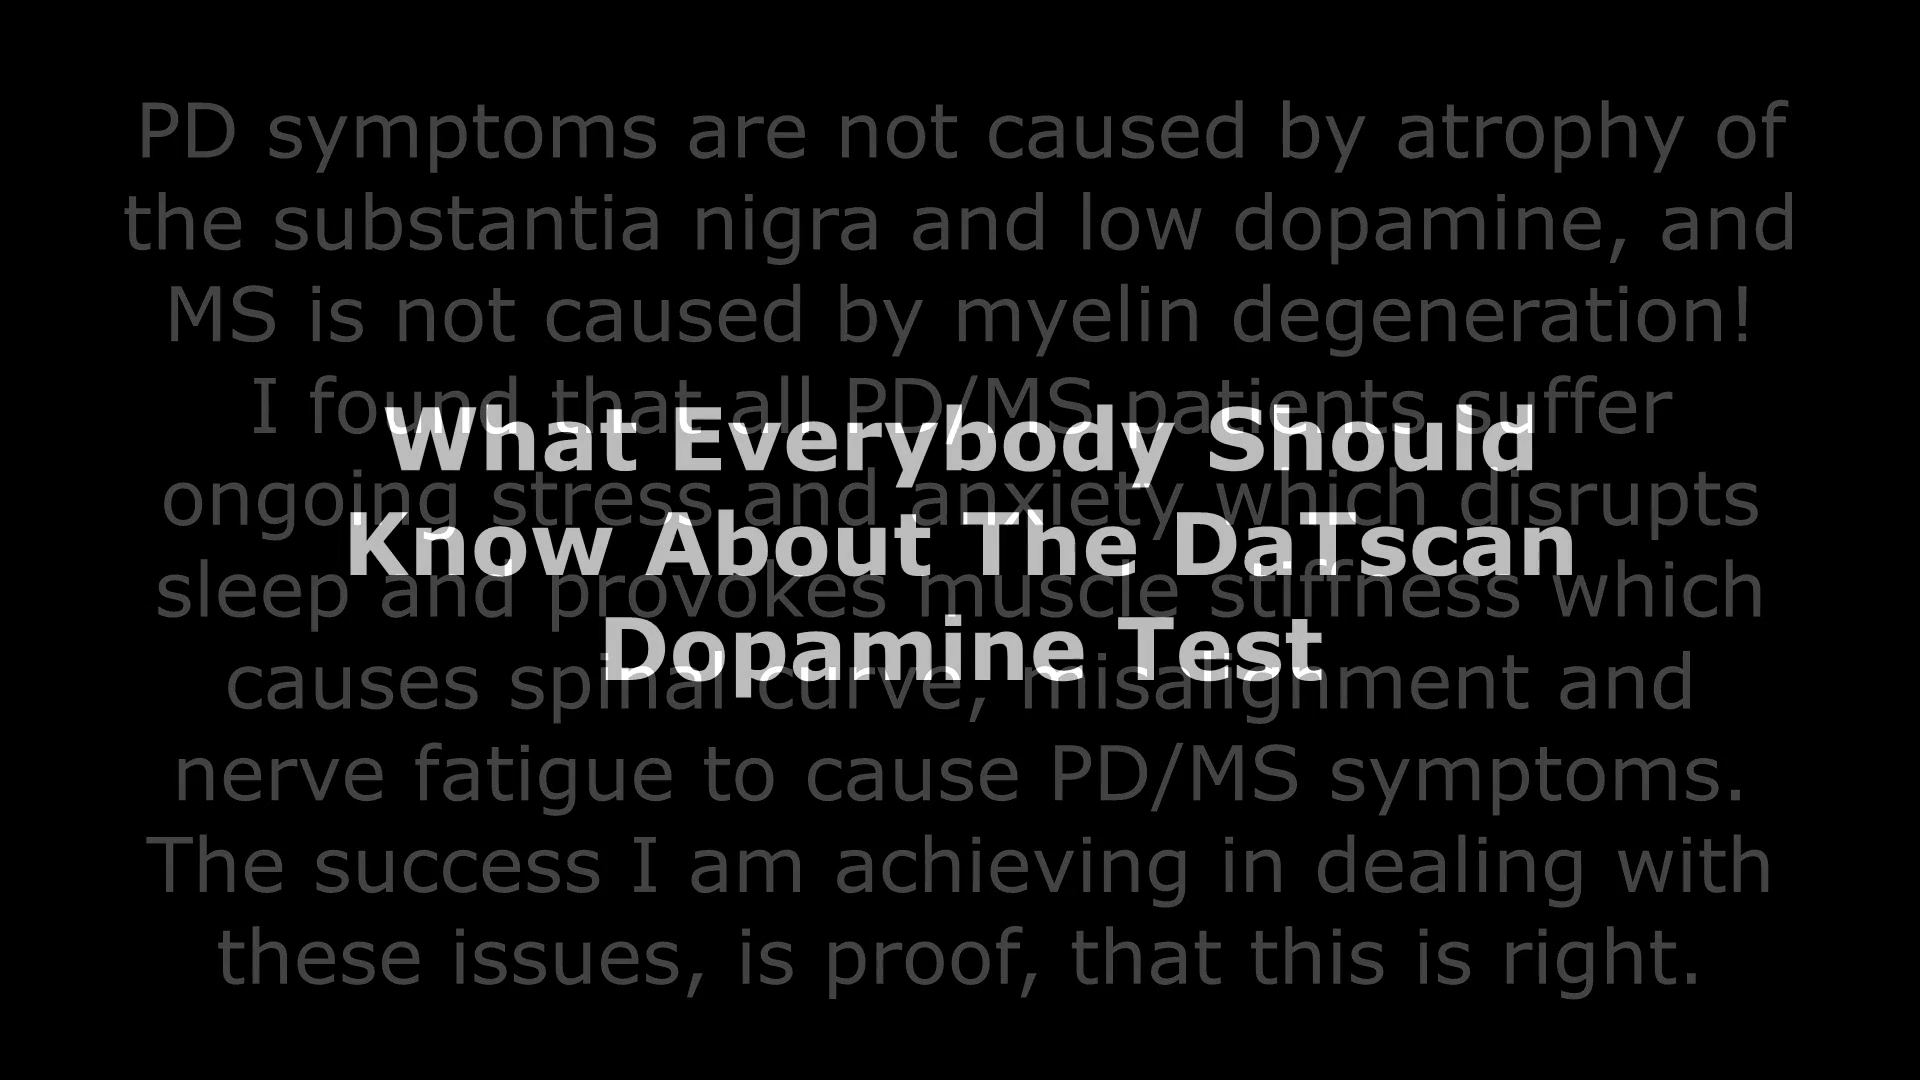 PD symptoms are not caused by atrophy of
the substantia nigra and low dopamine, and
MS is not caused by myelin degeneration!
I found that all PD/MS patients suffer
ongoing stress and anxiety which disrupts
sleep and provokes muscle stiffness which
causes spinal curve, misalignment and
nerve fatigue to cause PD/MS symptoms.
The success I am achieving in dealing with
these issues, is proof, that this is right.
What Everybody Should
Know About The DaTscan
Dopamine Test